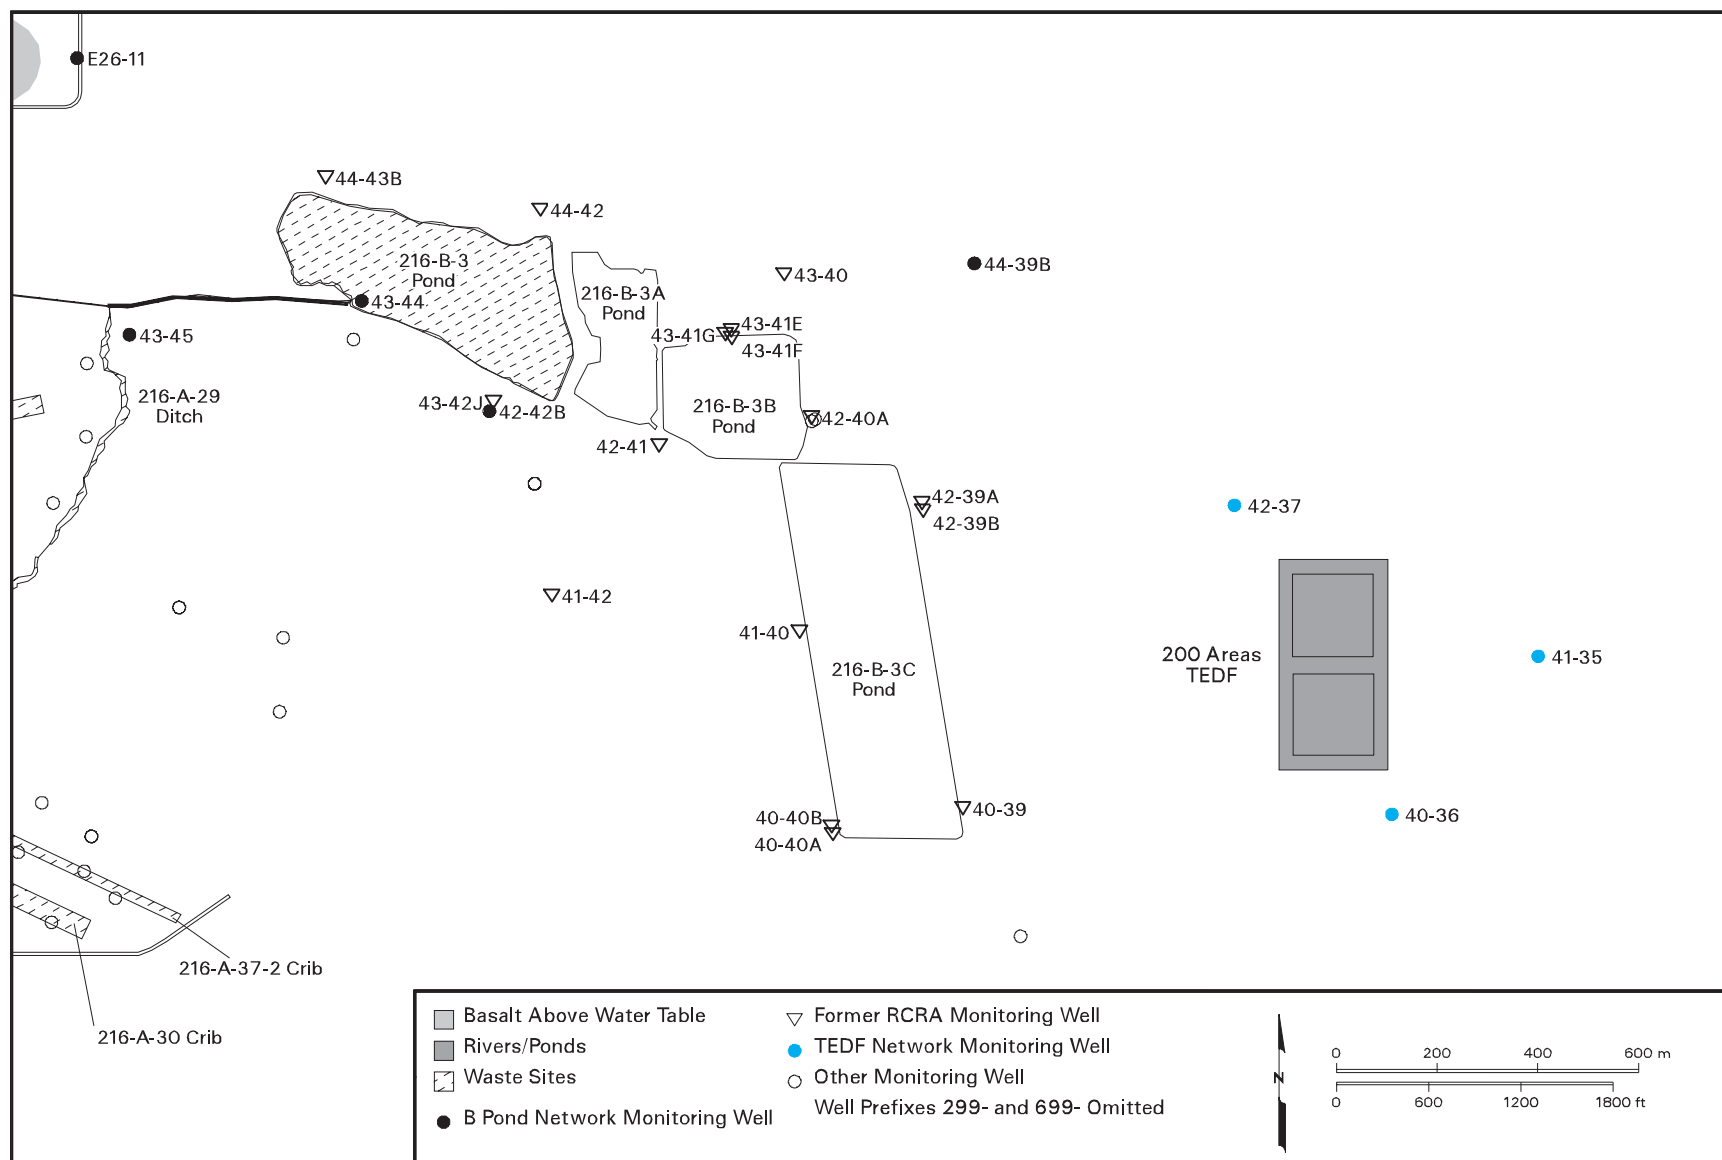 E26-11
44-43B
44-42
216-B-3
Pond
43-40
44-39B
216-B-3A
Pond
43-44
43-45
43-41E
43-41G
43-41F
216-A-29
Ditch
43-42J
42-42B
216-B-3B
Pond
42-40A
42-41
42-39A
42-39B
42-37
41-42
41-40
216-B-3C
Pond
200 Areas
TEDF
41-35
40-40B
40-40A
40-39
40-36
216-A-37-2 Crib
216-A-30 Crib
Basalt Above Water Table
Rivers/Ponds
Waste Sites
B Pond Network Monitoring Well
Former RCRA Monitoring Well
TEDF Network Monitoring Well
Other Monitoring Well
Well Prefixes 299- and 699- Omitted
N
0 200 400 600 m
0 600 1200 1800 ft